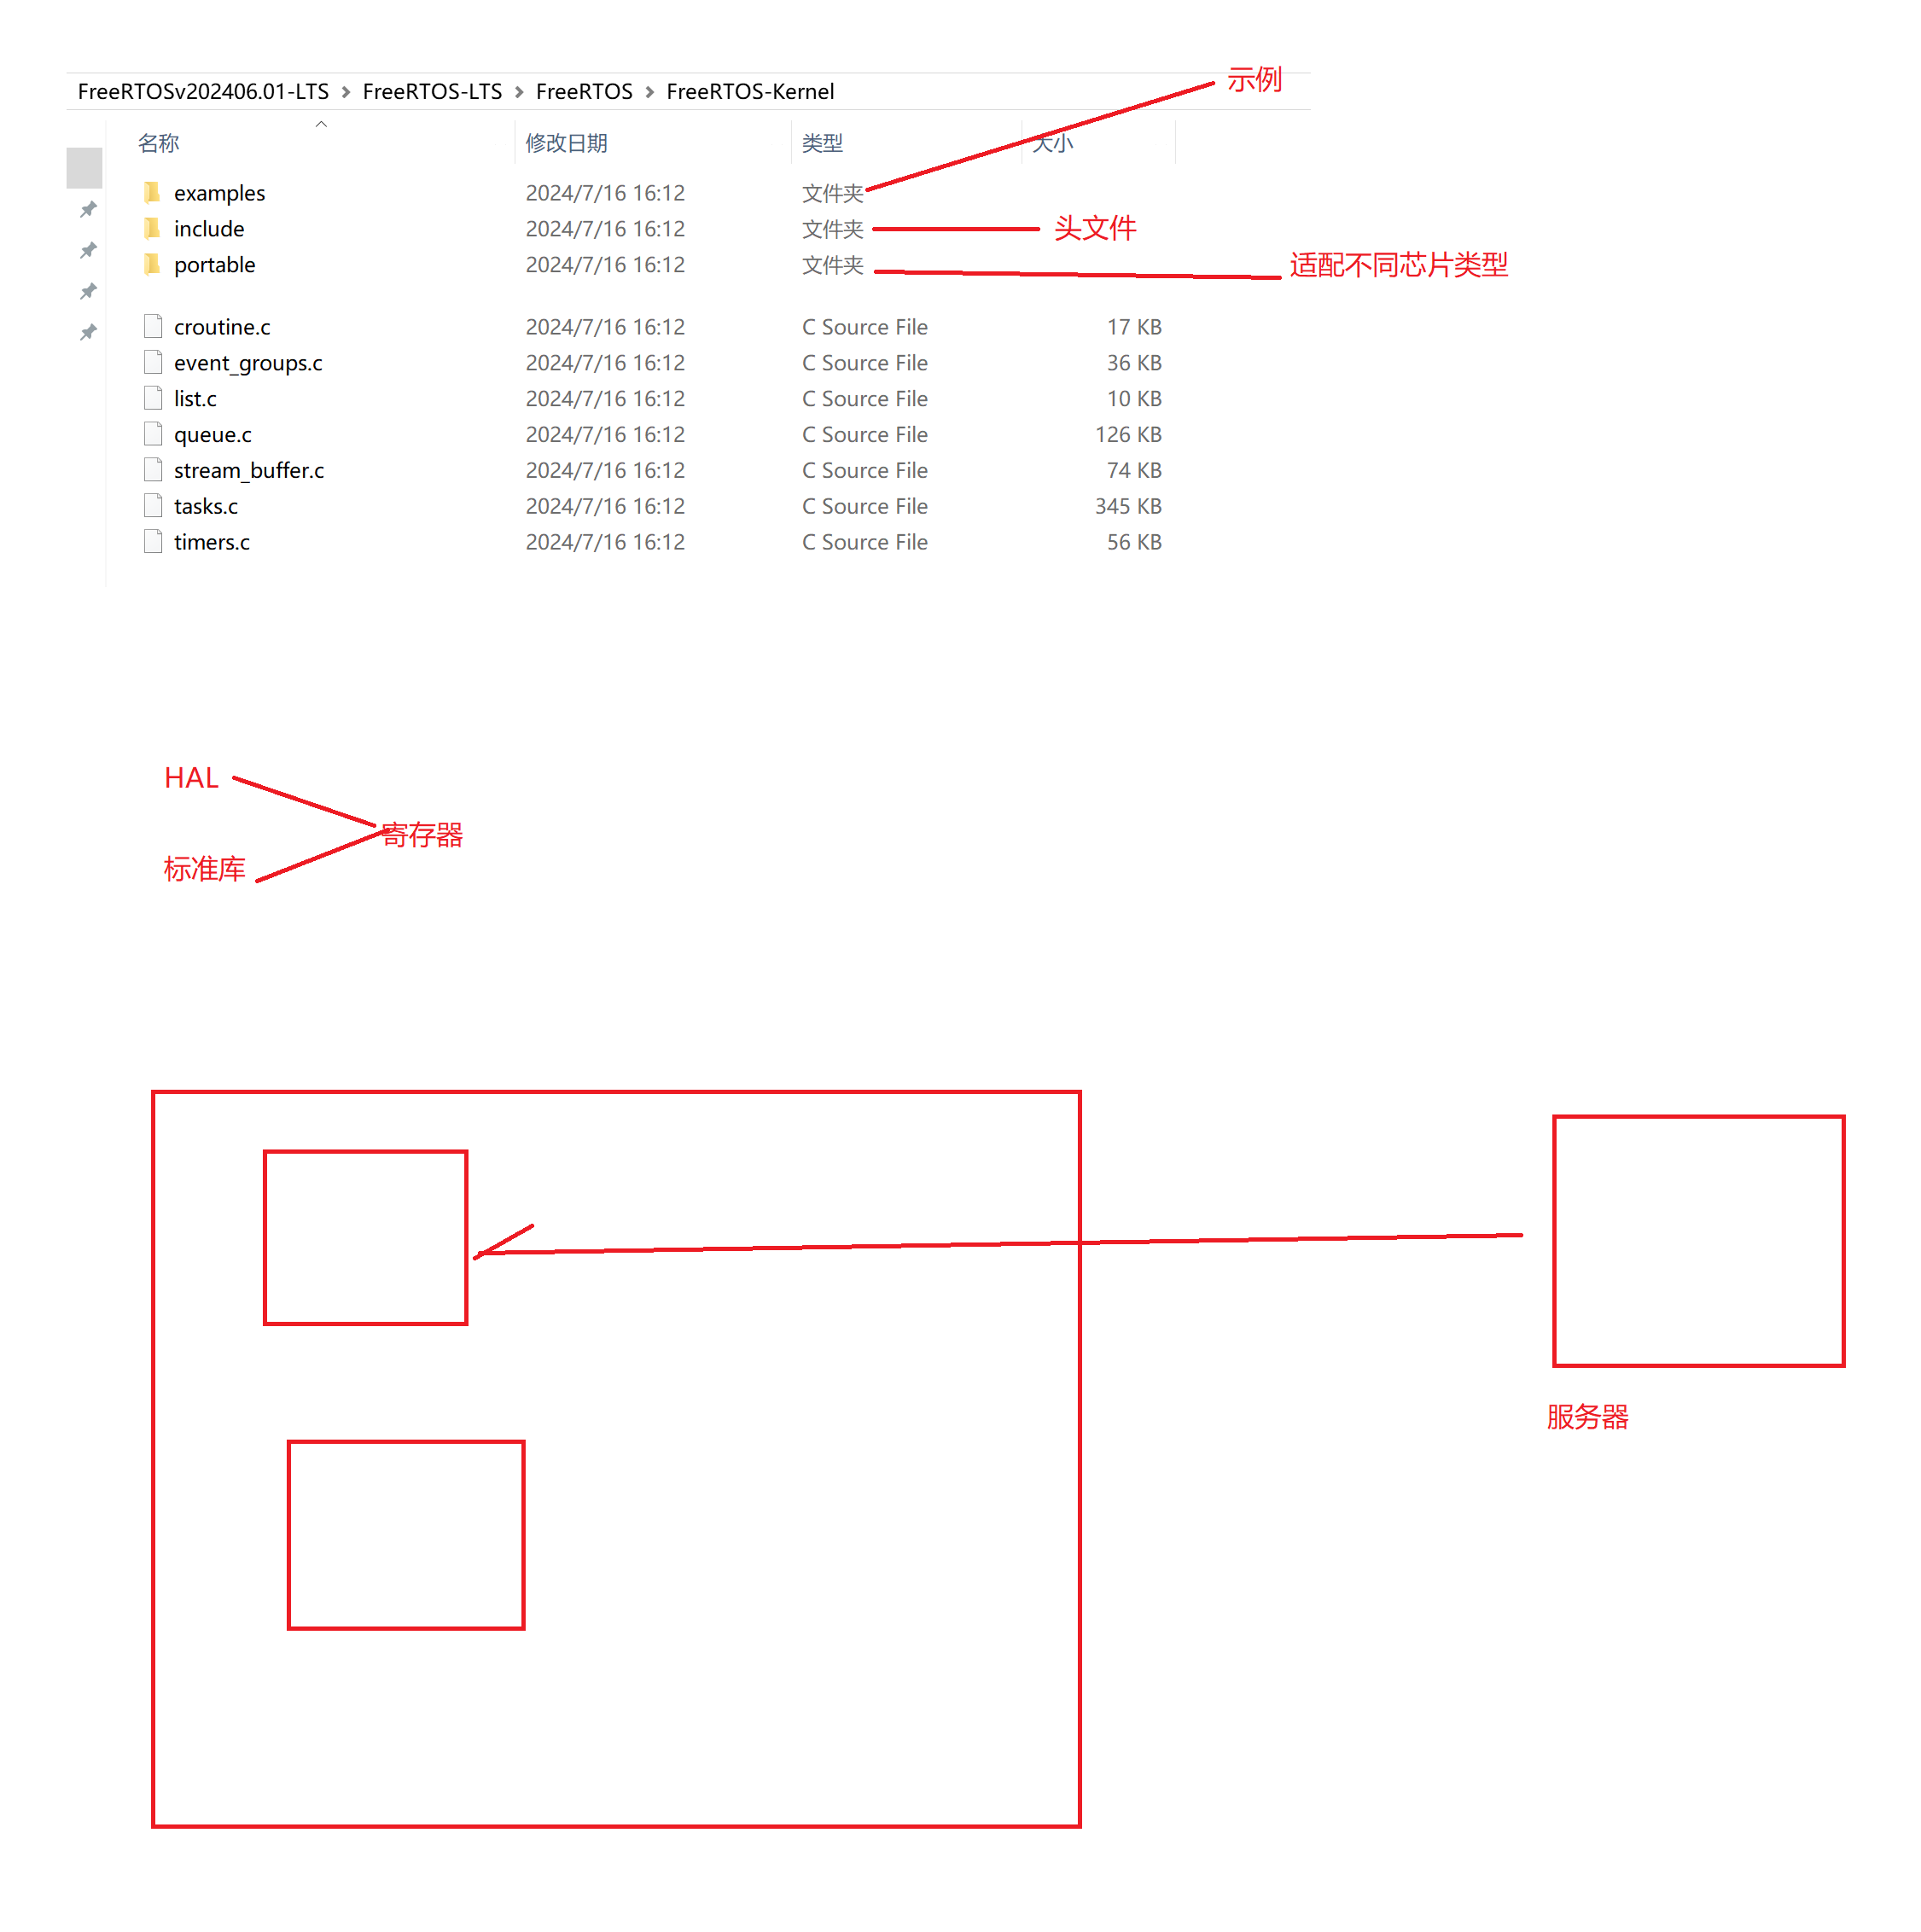 示例
FreeRTOSv202406.01-LTS > FreeRTOS-LTS > FreeRTOS > FreeRTOS-Kernel
名称 修改日期 类型 大小
examples 2024/7/16 16:12 文件夹
include 2024/7/16 16:12 文件夹 头文件
portable 2024/7/16 16:12 文件夹 适配不同芯片类型
croutine.c 2024/7/16 16:12 C Source File 17 KB
event_groups.c 2024/7/16 16:12 C Source File 36 KB
list.c 2024/7/16 16:12 C Source File 10 KB
queue.c 2024/7/16 16:12 C Source File 126 KB
stream_buffer.c 2024/7/16 16:12 C Source File 74 KB
tasks.c 2024/7/16 16:12 C Source File 345 KB
timers.c 2024/7/16 16:12 C Source File 56 KB
HAL
寄存器
标准库
服务器